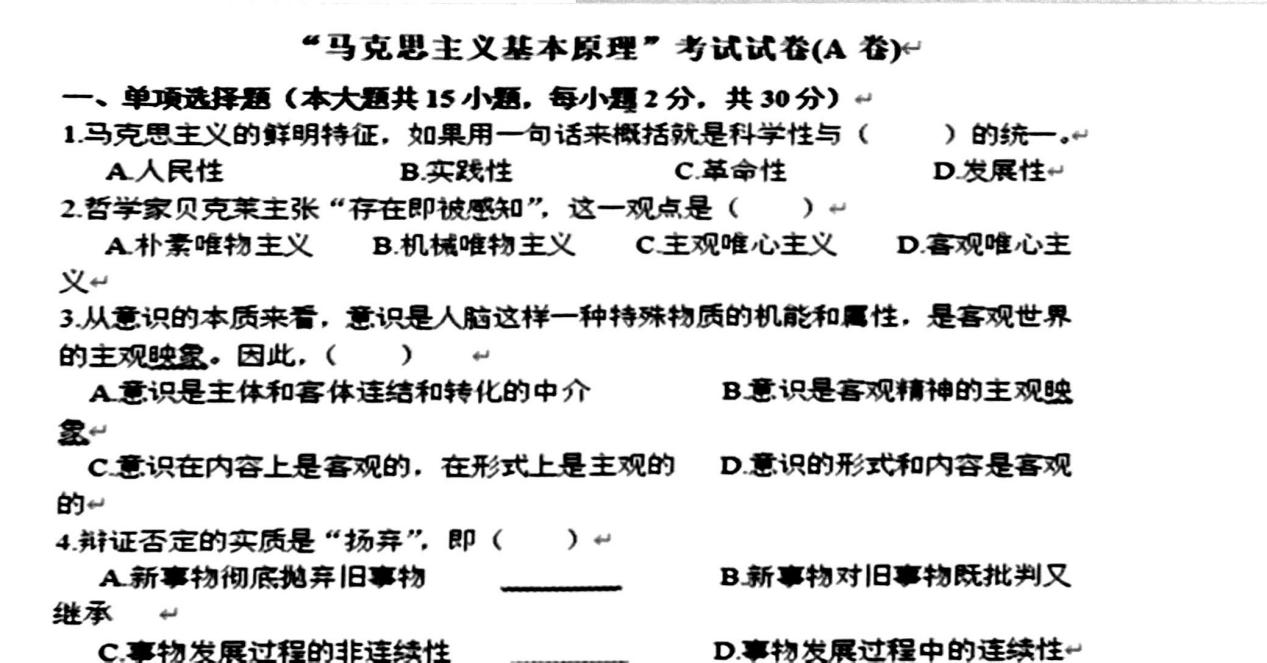 “马克思主义基本原理”考试试卷(A 卷)
一、单项选择题（本大题共 15 小题，每小题 2 分，共 30 分）
1.马克思主义的鲜明特征，如果用一句话来概括就是科学性与（ ）的统一。
A.人民性 B.实践性 C.革命性 D.发展性
2.哲学家贝克莱主张“存在即被感知”，这一观点是（ ）
A.朴素唯物主义 B.机械唯物主义 C.主观唯心主义 D.客观唯心主
义
3.从意识的本质来看，意识是人脑这样一种特殊物质的机能和属性，是客观世界
的主观映象。因此，（ ）
A.意识是主体和客体连结和转化的中介 B.意识是客观精神的主观映
象
C.意识在内容上是客观的，在形式上是主观的 D.意识的形式和内容是客观
的
4.辩证否定的实质是“扬弃”，即（ ）
A.新事物彻底抛弃旧事物 B.新事物对旧事物既批判又
继承
C.事物发展过程的非连续性 D.事物发展过程中的连续性